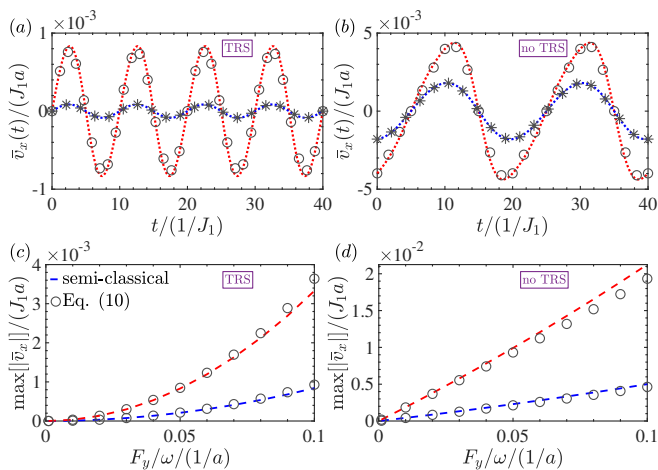 (a) ×10⁻³ TRS
1
0
-1
v̄ₓ(t)/(J₁a)
0 10 20 30 40
t/(1/J₁)
(b) ×10⁻³ no TRS
5
0
-5
v̄ₓ(t)/(J₁a)
0 10 20 30 40
t/(1/J₁)
(c) ×10⁻³ TRS
4
3
2
1
0
max[|v̄ₓ|]/(J₁a)
semi-classical
Eq. (10)
0 0.05 0.1
F_y/ω/(1/a)
(d) ×10⁻² no TRS
2
1.5
1
0.5
0
max[|v̄ₓ|]/(J₁a)
0 0.05 0.1
F_y/ω/(1/a)